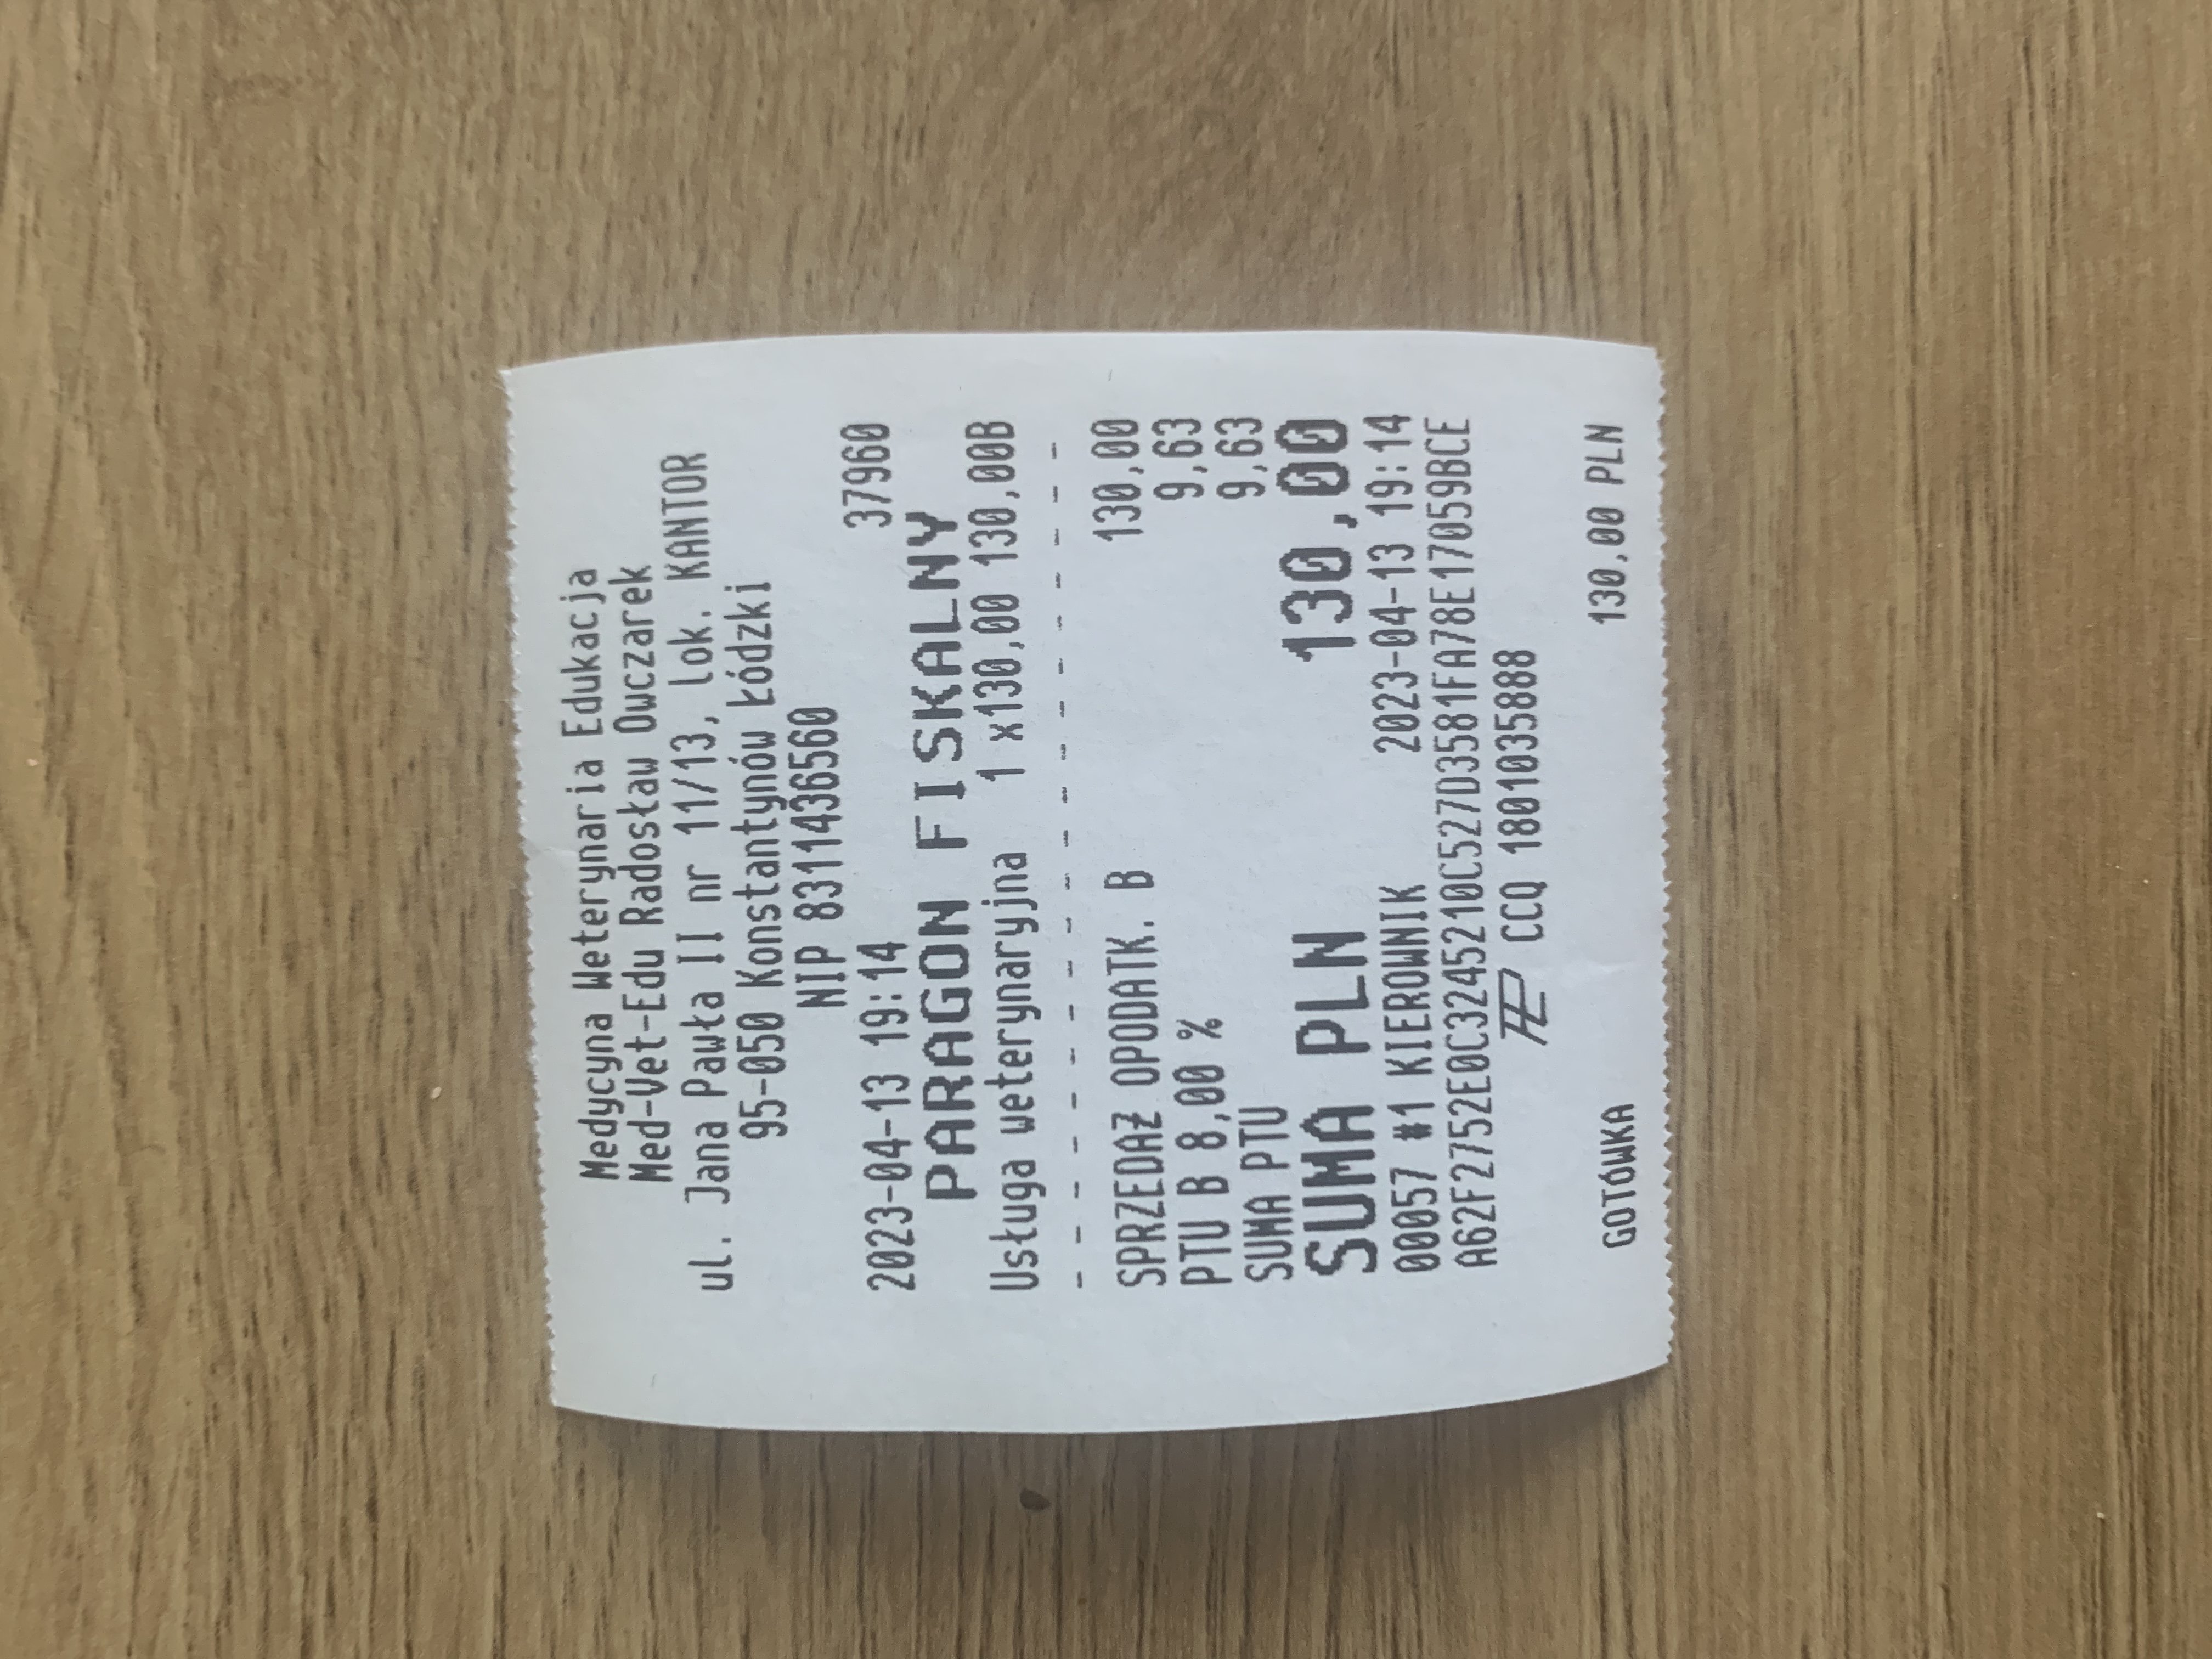 Medycyna Weterynaria Edukacja
Med-Vet-Edu Radosław Owczarek
ul. Jana Pawła II nr 11/13, lok. KANTOR
95-050 Konstantynów Łódzki
NIP 8311436560
2023-04-13 19:14 37960
PARAGON FISKALNY
Usługa weterynaryjna 1 x130,00 130,00B
SPRZEDAŻ OPODATK. B 130,00
PTU B 8,00 % 9,63
SUMA PTU 9,63
SUMA PLN 130,00
00057 #1 KIEROWNIK 2023-04-13 19:14
A62F2752E0C3245210C527D3581FA78E17059BCE
CCQ 1801035888
GOTÓWKA 130,00 PLN